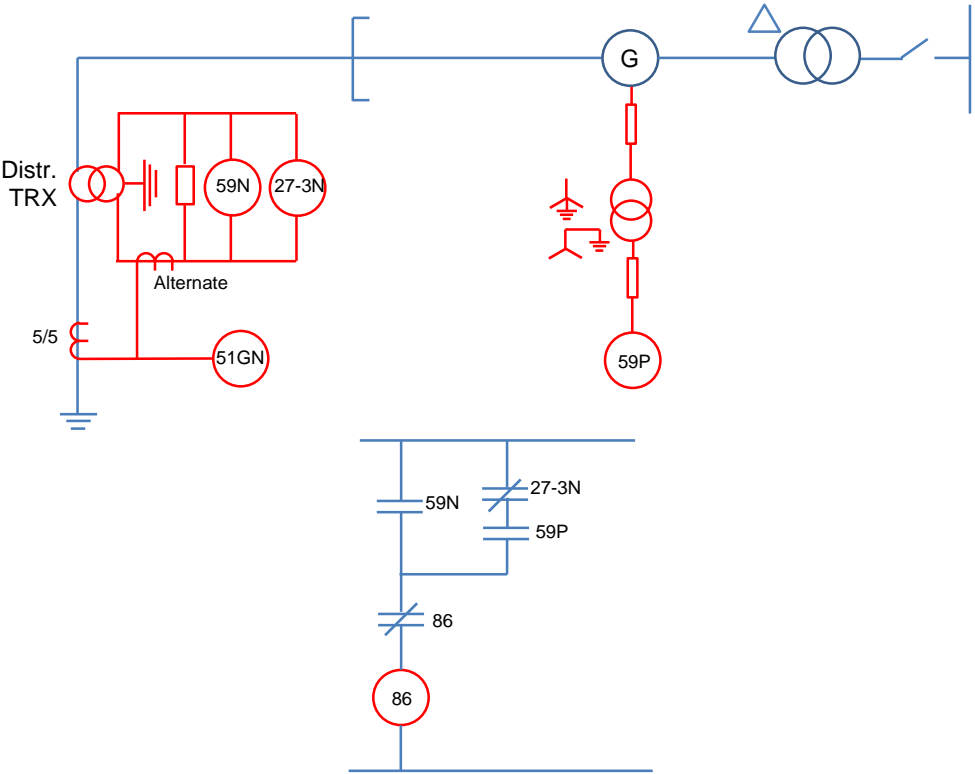 G
Distr.
TRX
59N
27-3N
Alternate
5/5
51GN
59P
59N
27-3N
59P
86
86